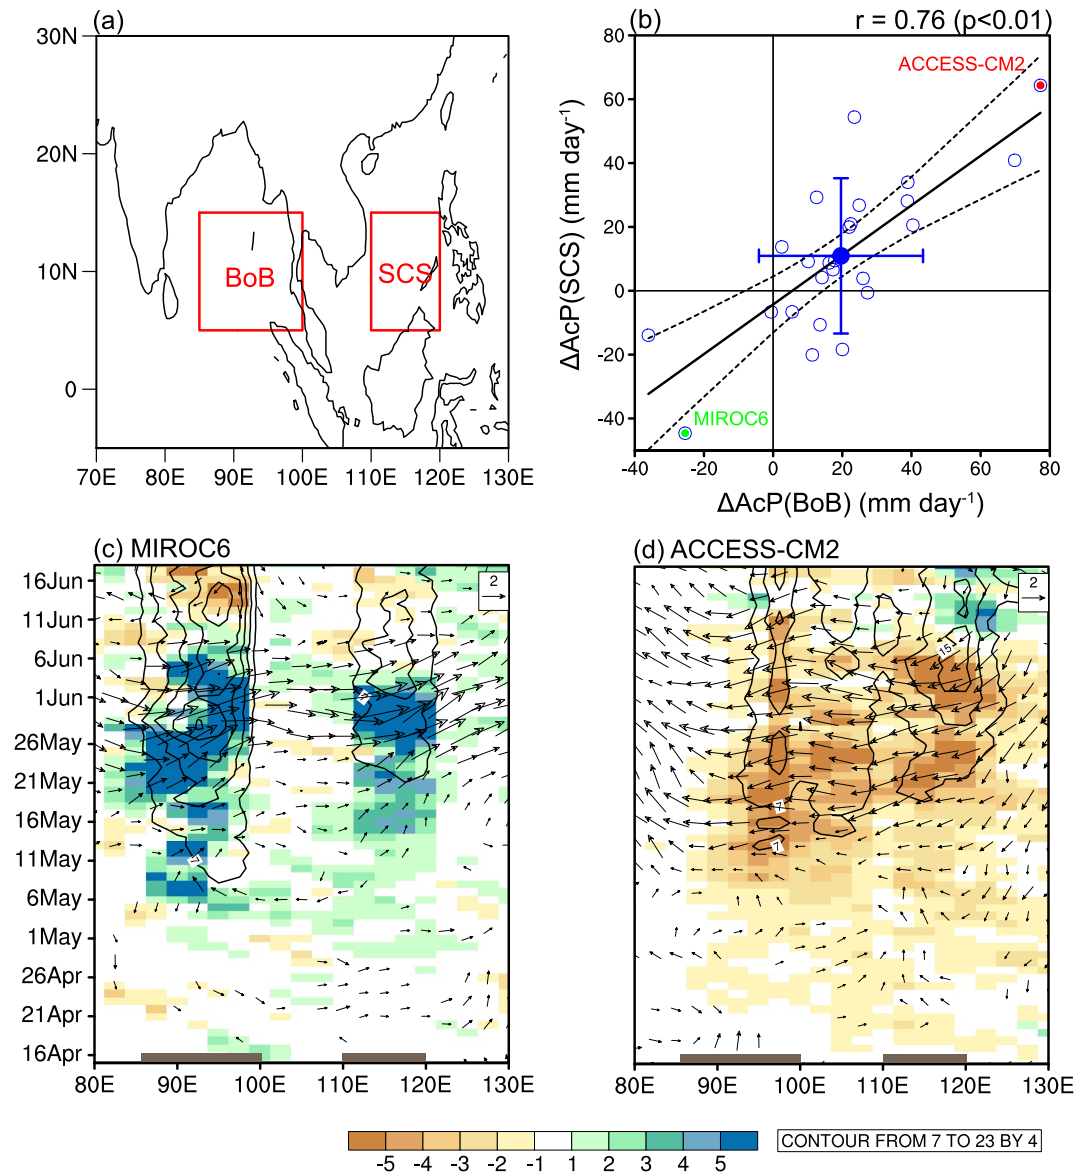 (a)
30N
20N
10N
0
70E 80E 90E 100E 110E 120E 130E
BoB
SCS
(b)
r = 0.76 (p<0.01)
80
60
40
20
0
-20
-40
ΔAcP(SCS) (mm day-1)
ACCESS-CM2
MIROC6
-40 -20 0 20 40 60 80
ΔAcP(BoB) (mm day-1)
(c) MIROC6
2
16Jun
11Jun
6Jun
1Jun
26May
21May
16May
11May
6May
1May
26Apr
21Apr
16Apr
7
80E 90E 100E 110E 120E 130E
(d) ACCESS-CM2
2
15
7
7
80E 90E 100E 110E 120E 130E
-5 -4 -3 -2 -1 1 2 3 4 5
CONTOUR FROM 7 TO 23 BY 4